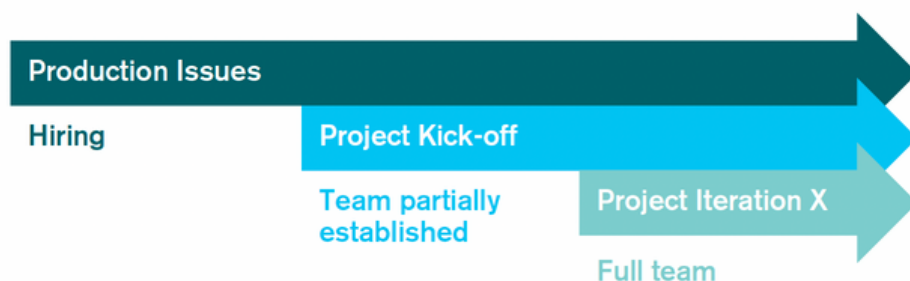 Production Issues
Hiring
Project Kick-off
Team partially
established
Project Iteration X
Full team